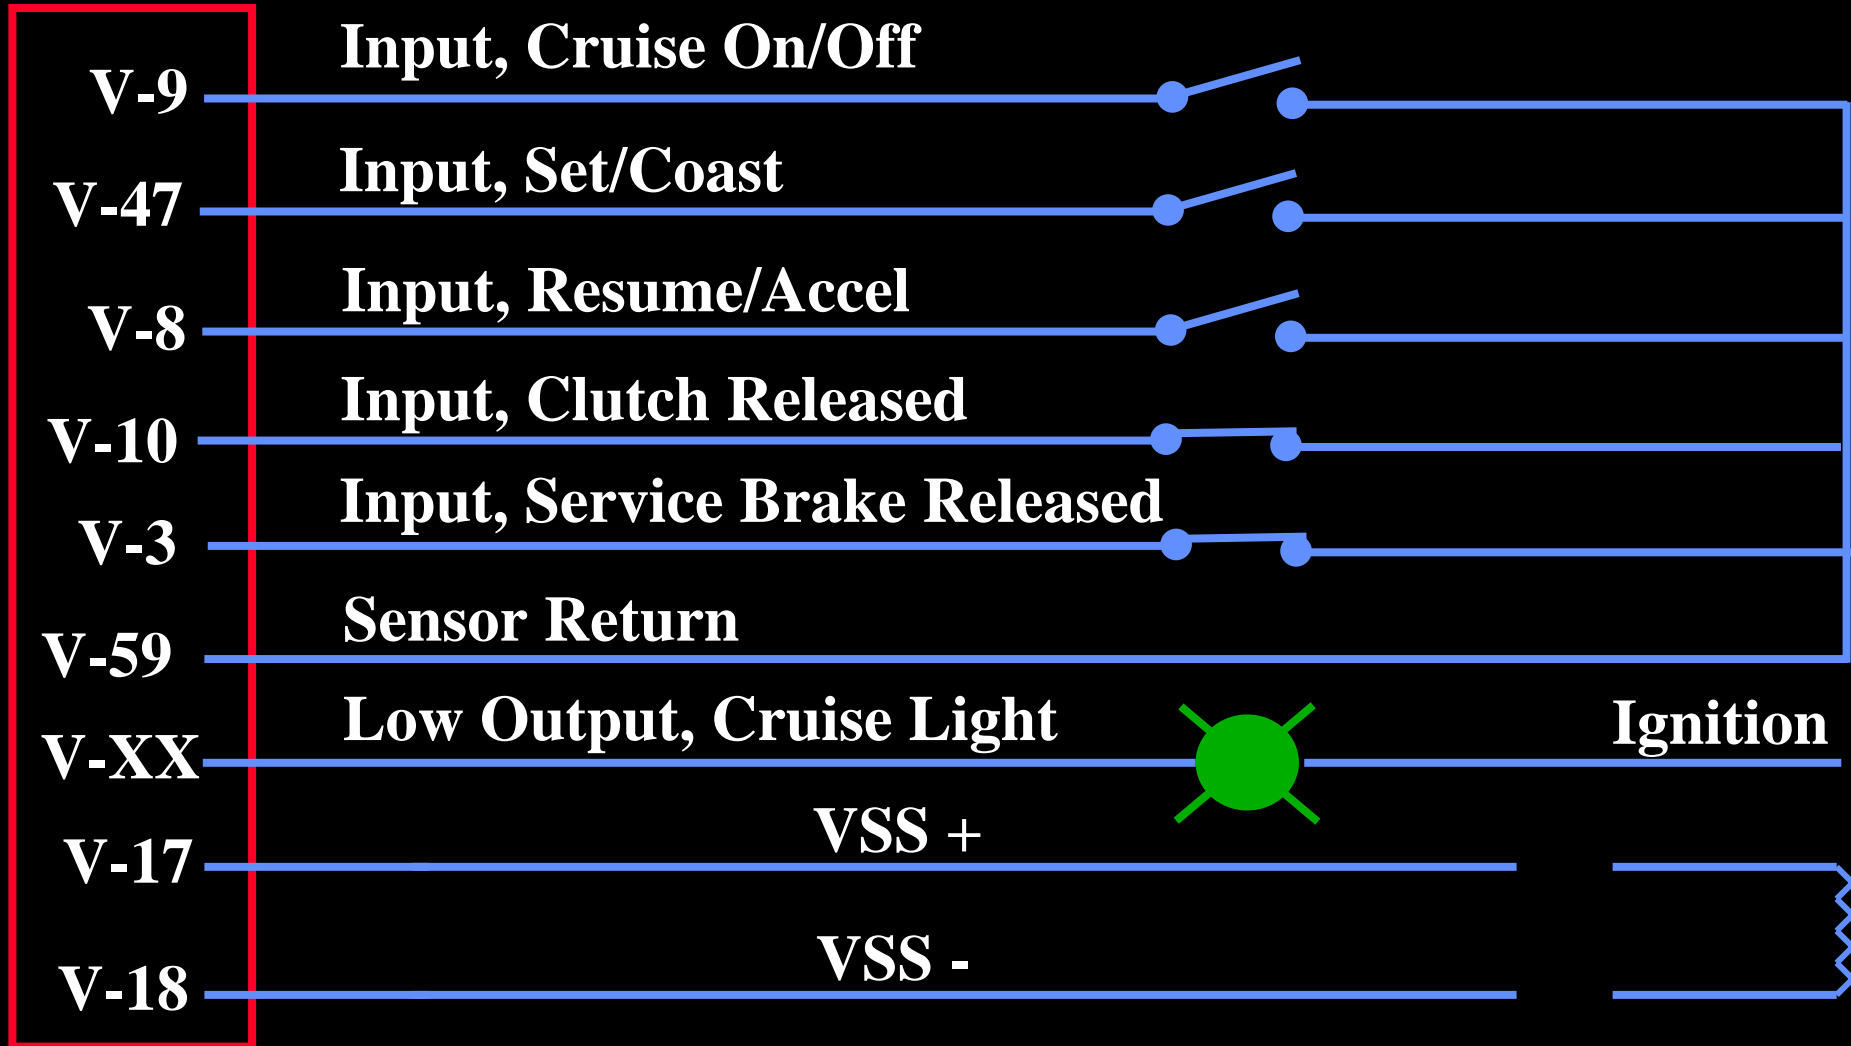 Input, Cruise On/Off
V-9
Input, Set/Coast
V-47
Input, Resume/Accel
V-8
Input, Clutch Released
V-10
Input, Service Brake Released
V-3
Sensor Return
V-59
Low Output, Cruise Light
Ignition
V-XX
VSS +
V-17
VSS -
V-18